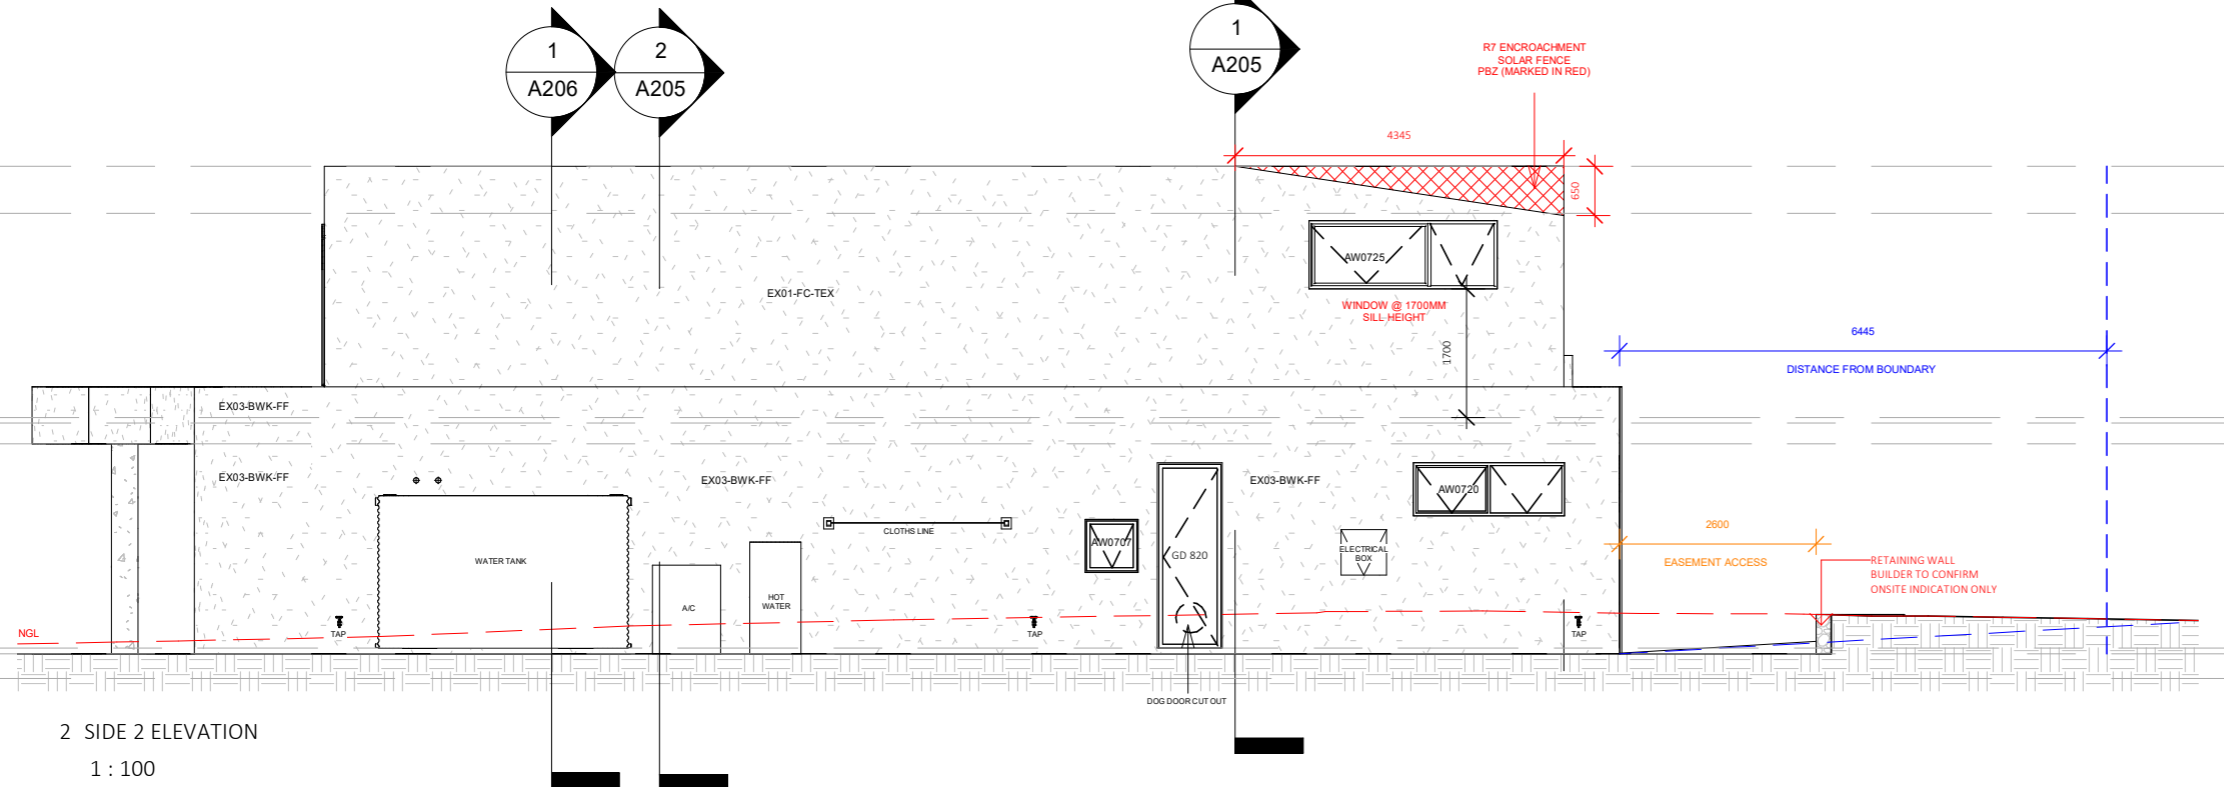 1
A206
2
A205
1
A205
R7 ENCROACHMENT
SOLAR FENCE
PBZ (MARKED IN RED)
4345
650
AW0725
EX01-FC-TEX
WINDOW @ 1700MM
SILL HEIGHT
1700
6445
DISTANCE FROM BOUNDARY
EX03-BWK-FF
EX03-BWK-FF
EX03-BWK-FF
EX03-BWK-FF
AW0720
CLOTHS LINE
2600
AW0707
GD 820
ELECTRICAL
BOX
WATER TANK
EASEMENT ACCESS
RETAINING WALL
BUILDER TO CONFIRM
ONSITE INDICATION ONLY
A/C
HOT
WATER
NGL
TAP
TAP
TAP
DOG DOOR CUT OUT
2 SIDE 2 ELEVATION
1 : 100